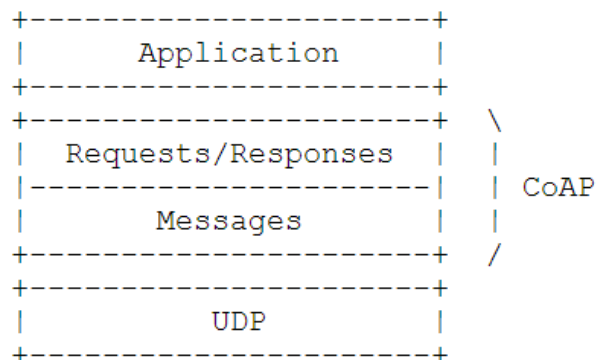 +----------------------+
|      Application     |
+----------------------+
+----------------------+  \
|  Requests/Responses  |  |
|----------------------|  | CoAP
|       Messages       |  |
+----------------------+  /
+----------------------+
|          UDP         |
+----------------------+